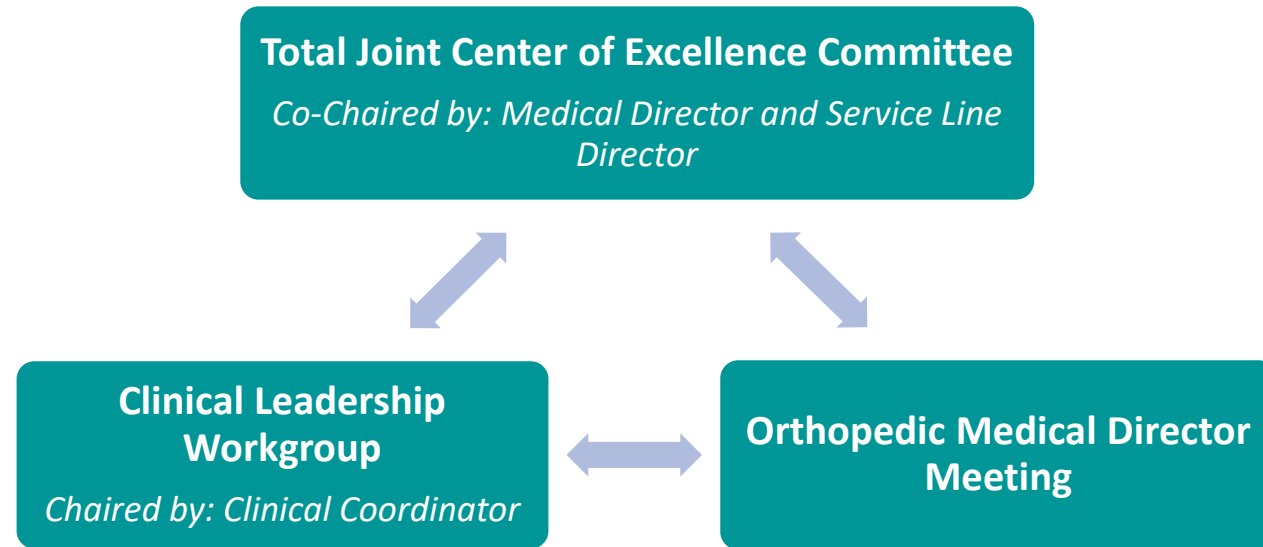 Total Joint Center of Excellence Committee
Co-Chaired by: Medical Director and Service Line
Director
Clinical Leadership
Workgroup
Chaired by: Clinical Coordinator
Orthopedic Medical Director
Meeting